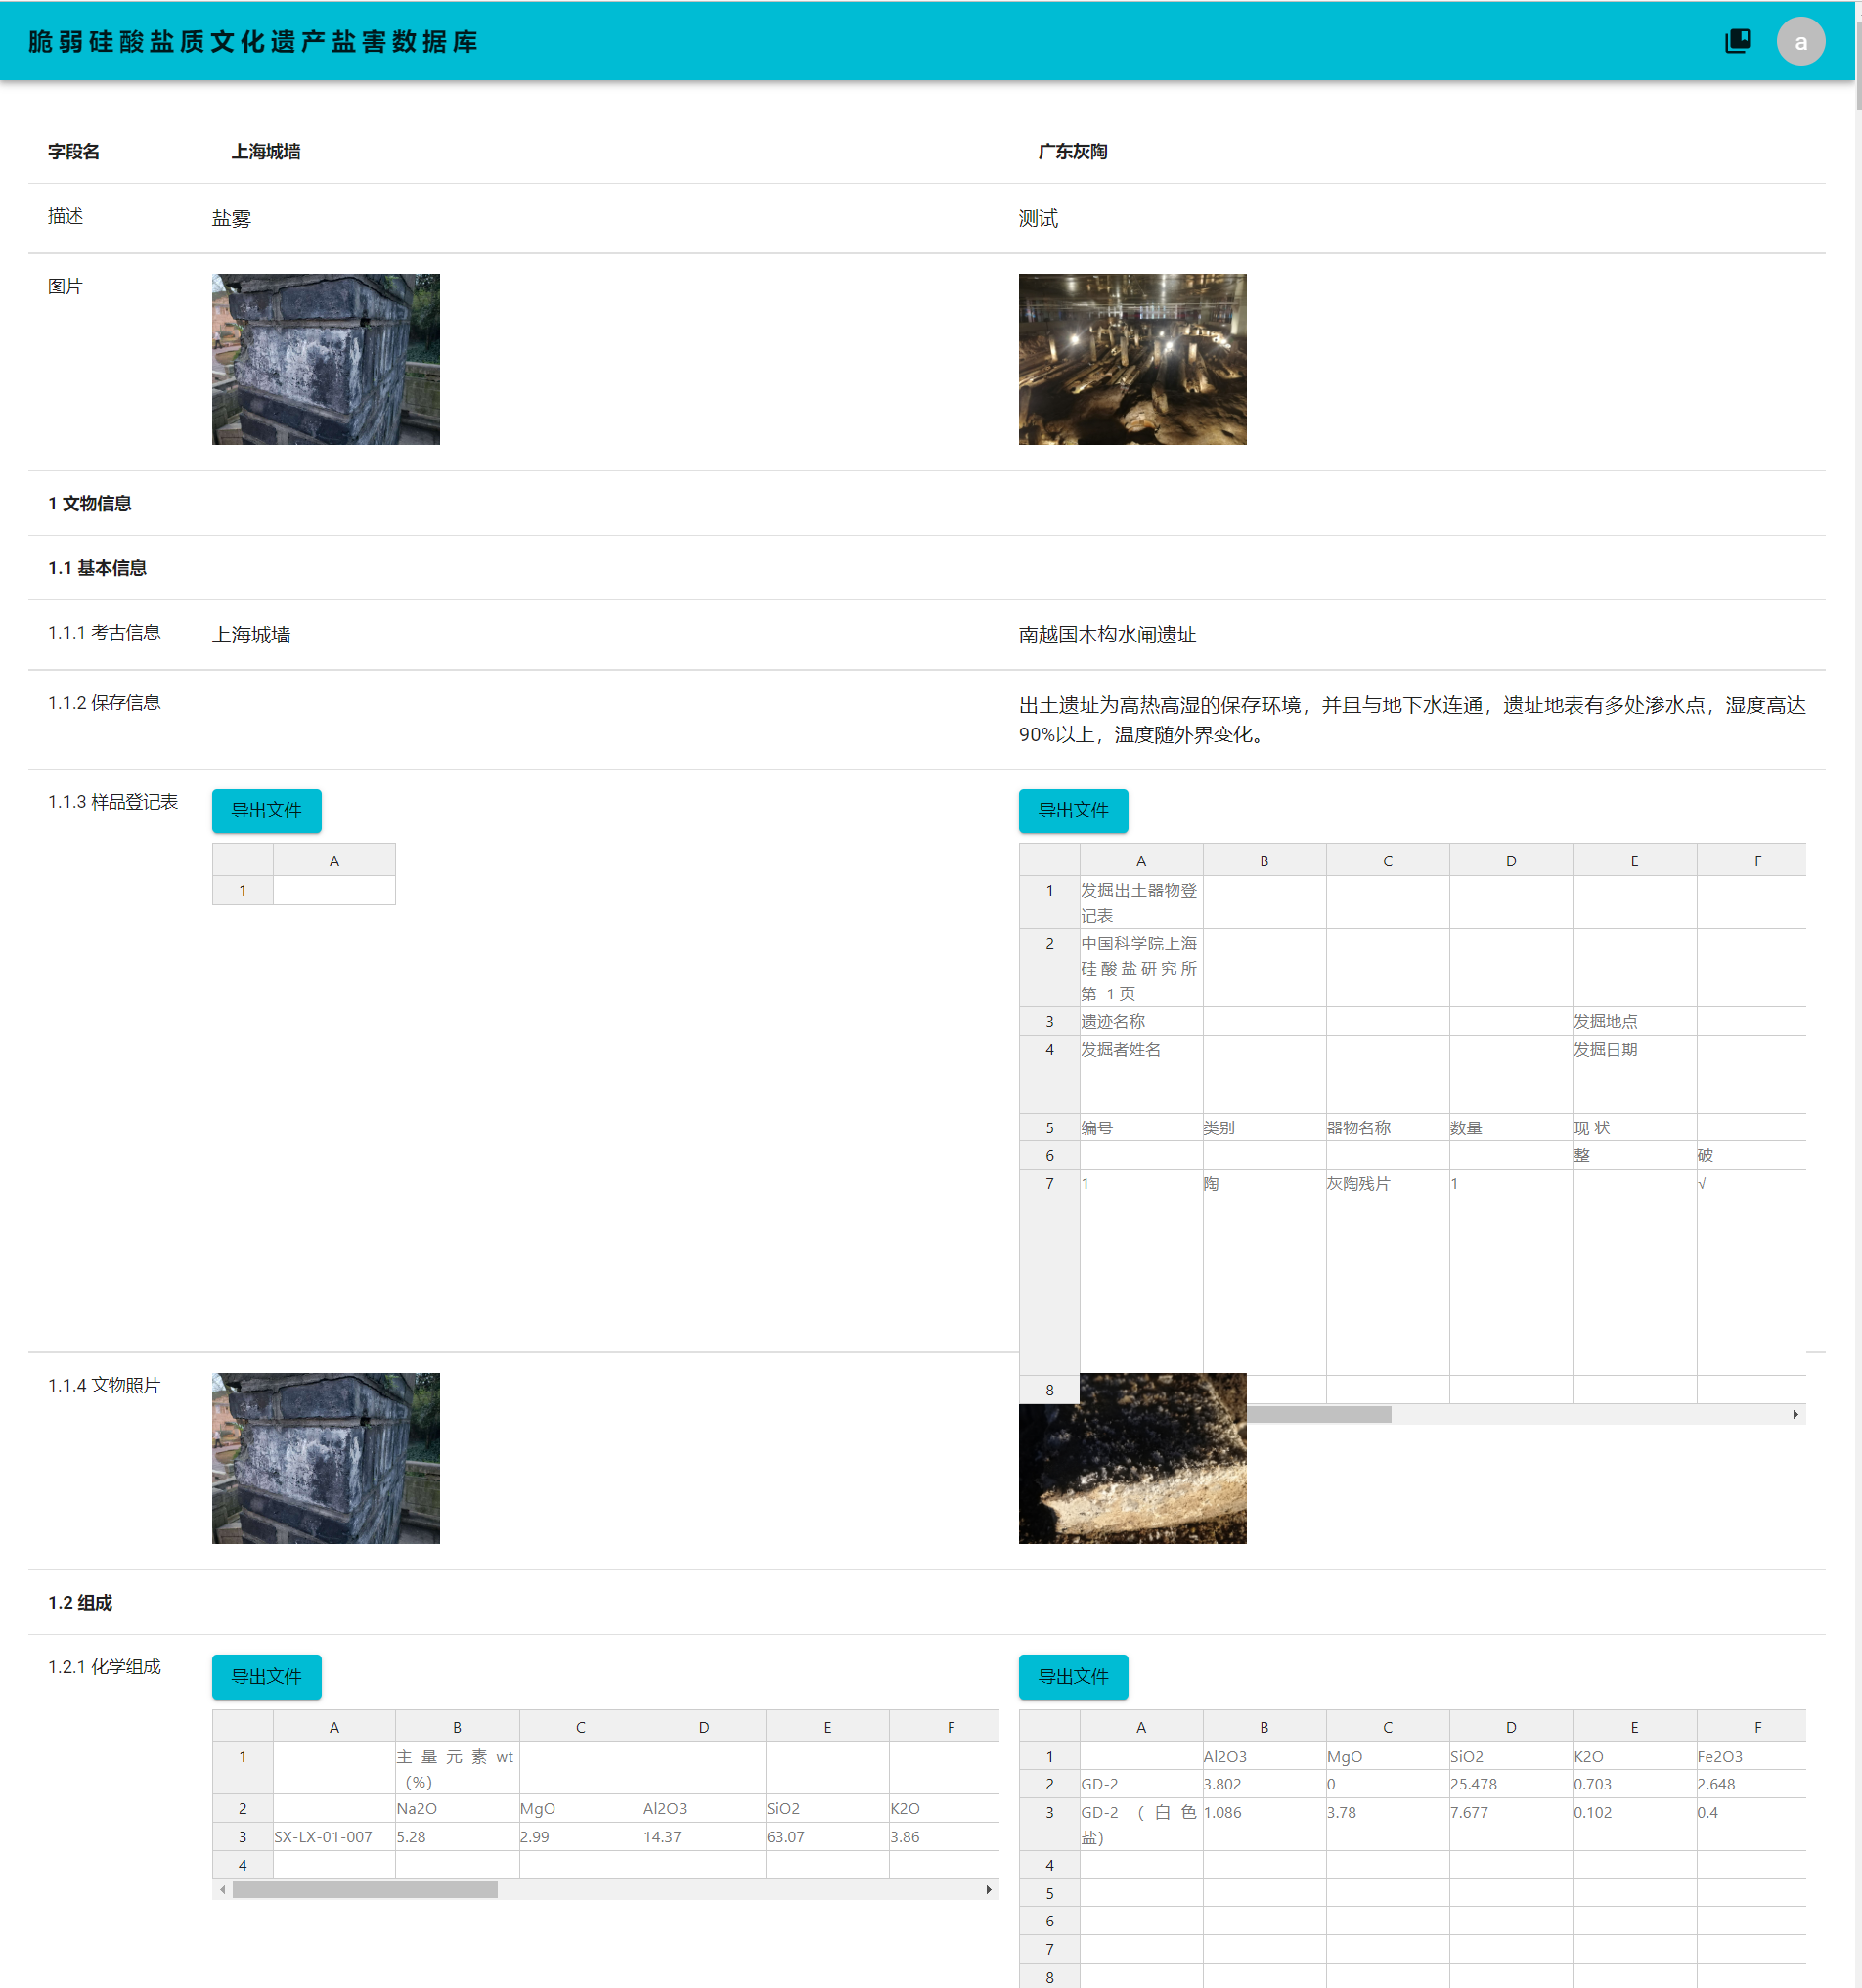 脆弱硅酸盐质文化遗产盐害数据库
a
字段名 上海城墙 广东灰陶
描述 盐雾 测试
图片
1 文物信息
1.1 基本信息
1.1.1 考古信息 上海城墙 南越国木构水闸遗址
1.1.2 保存信息 出土遗址为高热高湿的保存环境，并且与地下水连通，遗址地表有多处渗水点，湿度高达
90%以上，温度随外界变化。
1.1.3 样品登记表 导出文件 导出文件
A
1
A B C D E F
1 发掘出土器物登
记表
2 中国科学院上海
硅酸盐研究所
第 1页
3 遗迹名称 发掘地点
4 发掘者姓名 发掘日期
5 编号 类别 器物名称 数量 现 状
6 整 破
7 1 陶 灰陶残片 1 √
8
1.1.4 文物照片
1.2 组成
1.2.1 化学组成 导出文件 导出文件
A B C D E F
1 主量元素wt
（%）
2 Na2O MgO Al2O3 SiO2 K2O
3 SX-LX-01-007 5.28 2.99 14.37 63.07 3.86
4
A B C D E F
1 Al2O3 MgO SiO2 K2O Fe2O3
2 GD-2 3.802 0 25.478 0.703 2.648
3 GD-2（白色 1.086 3.78 7.677 0.102 0.4
盐）
4
5
6
7
8